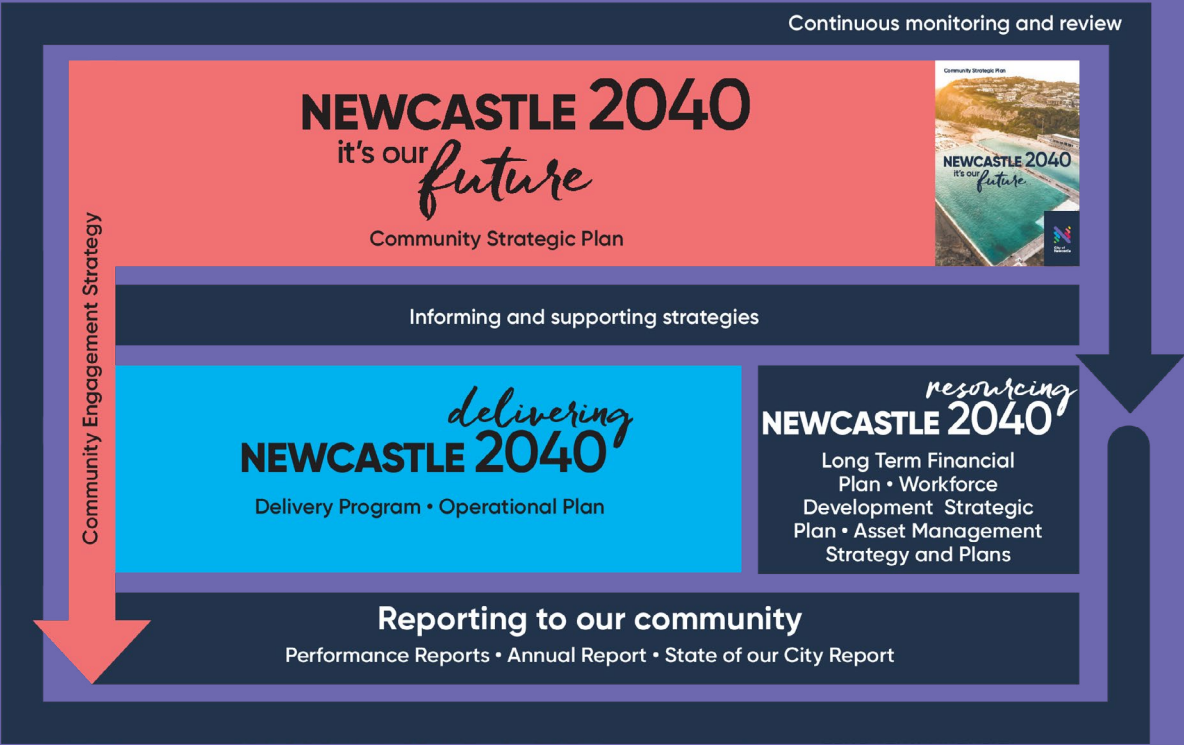 Continuous monitoring and review
NEWCASTLE 2040
it's our future
Community Strategic Plan
Community Strategic Plan
NEWCASTLE 2040
it's our future
City of
Newcastle
Community Engagement Strategy
Informing and supporting strategies
delivering
NEWCASTLE 2040
Delivery Program • Operational Plan
resourcing
NEWCASTLE 2040
Long Term Financial
Plan • Workforce
Development Strategic
Plan • Asset Management
Strategy and Plans
Reporting to our community
Performance Reports • Annual Report • State of our City Report